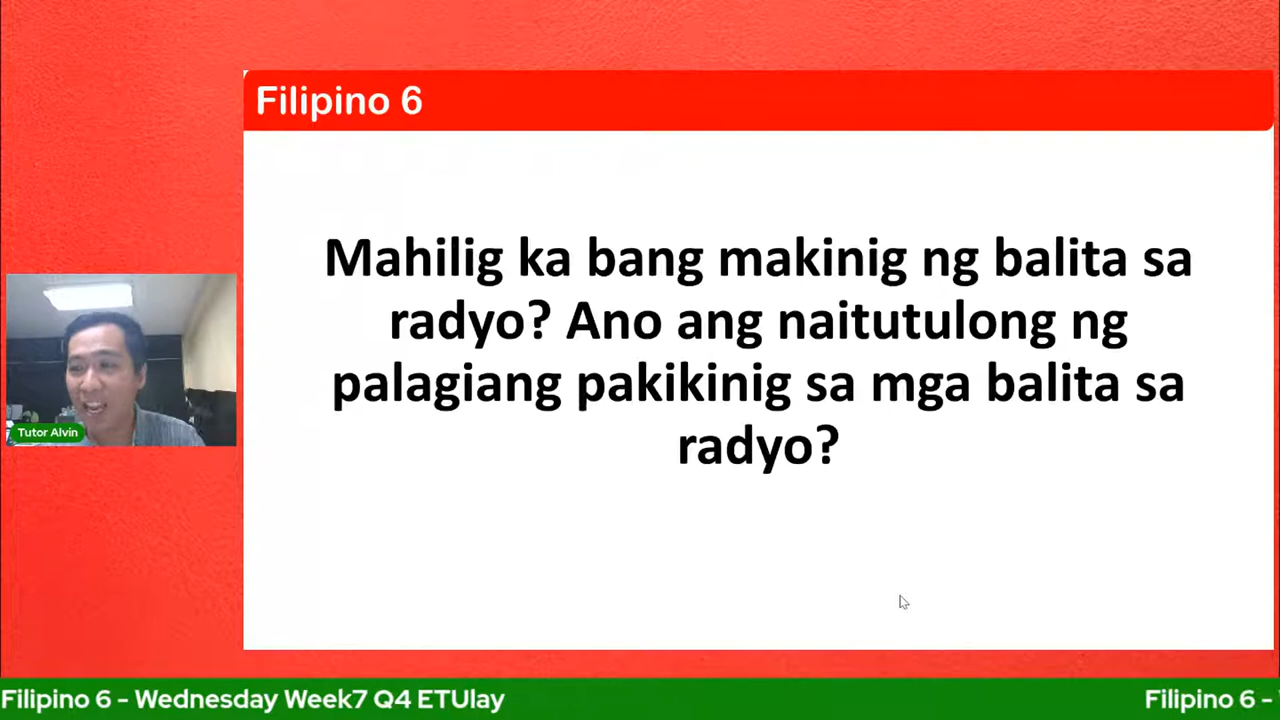 Filipino 6
Mahilig ka bang makinig ng balita sa
radyo? Ano ang naitutulong ng
palagiang pakikinig sa mga balita sa
radyo?
Tutor Alvin
Filipino 6 - Wednesday Week7 Q4 ETUlay
Filipino 6 -